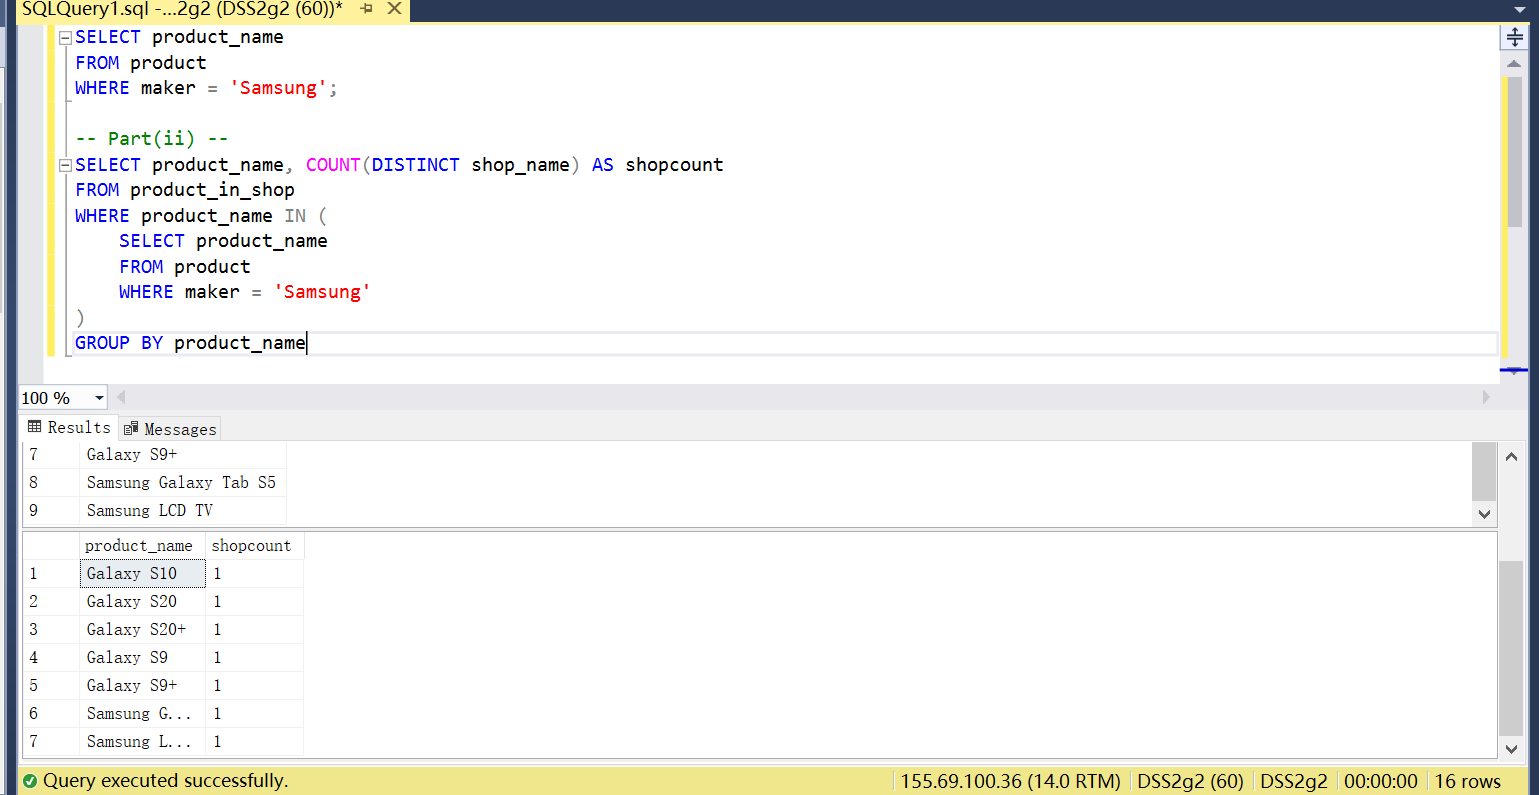 SQLQuery1.sql -...2g2 (DSS2g2 (60))*
SELECT product_name
FROM product
WHERE maker = 'Samsung';
-- Part(ii) --
SELECT product_name, COUNT(DISTINCT shop_name) AS shopcount
FROM product_in_shop
WHERE product_name IN (
SELECT product_name
FROM product
WHERE maker = 'Samsung'
)
GROUP BY product_name
100 %
Results Messages
7 Galaxy S9+
8 Samsung Galaxy Tab S5
9 Samsung LCD TV
product_name shopcount
1 Galaxy S10 1
2 Galaxy S20 1
3 Galaxy S20+ 1
4 Galaxy S9 1
5 Galaxy S9+ 1
6 Samsung G... 1
7 Samsung L... 1
Query executed successfully. 155.69.100.36 (14.0 RTM) DSS2g2 (60) DSS2g2 00:00:00 16 rows